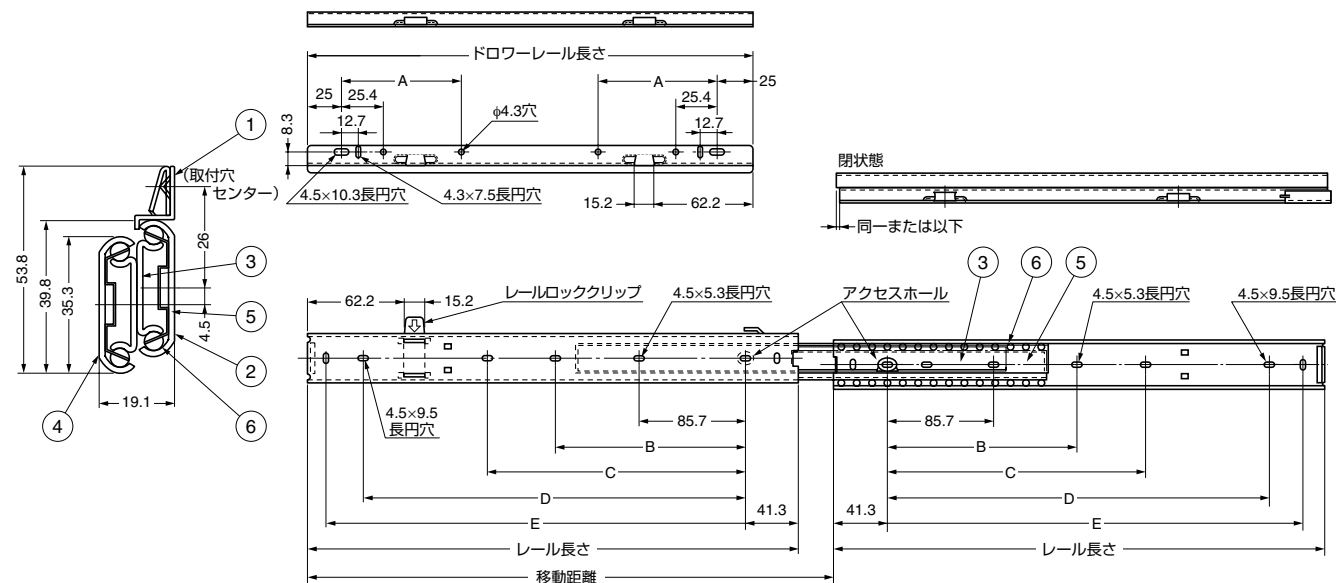 ドロワーレール長さ
A
A
25
25
25.4
25.4
12.7
12.7
φ4.3穴
8.3
4.5×10.3長円穴
4.3×7.5長円穴
15.2
62.2
1
(取付穴
センター)
53.8
39.8
35.3
26
4.5
3
5
2
6
4
19.1
閉状態
同一または以下
62.2
15.2
レールロッククリップ
4.5×5.3長円穴
アクセスホール
3
6
5
4.5×5.3長円穴
4.5×9.5長円穴
4.5×9.5
長円穴
85.7
B
C
D
E
41.3
レール長さ
移動距離
85.7
B
C
D
41.3
E
レール長さ